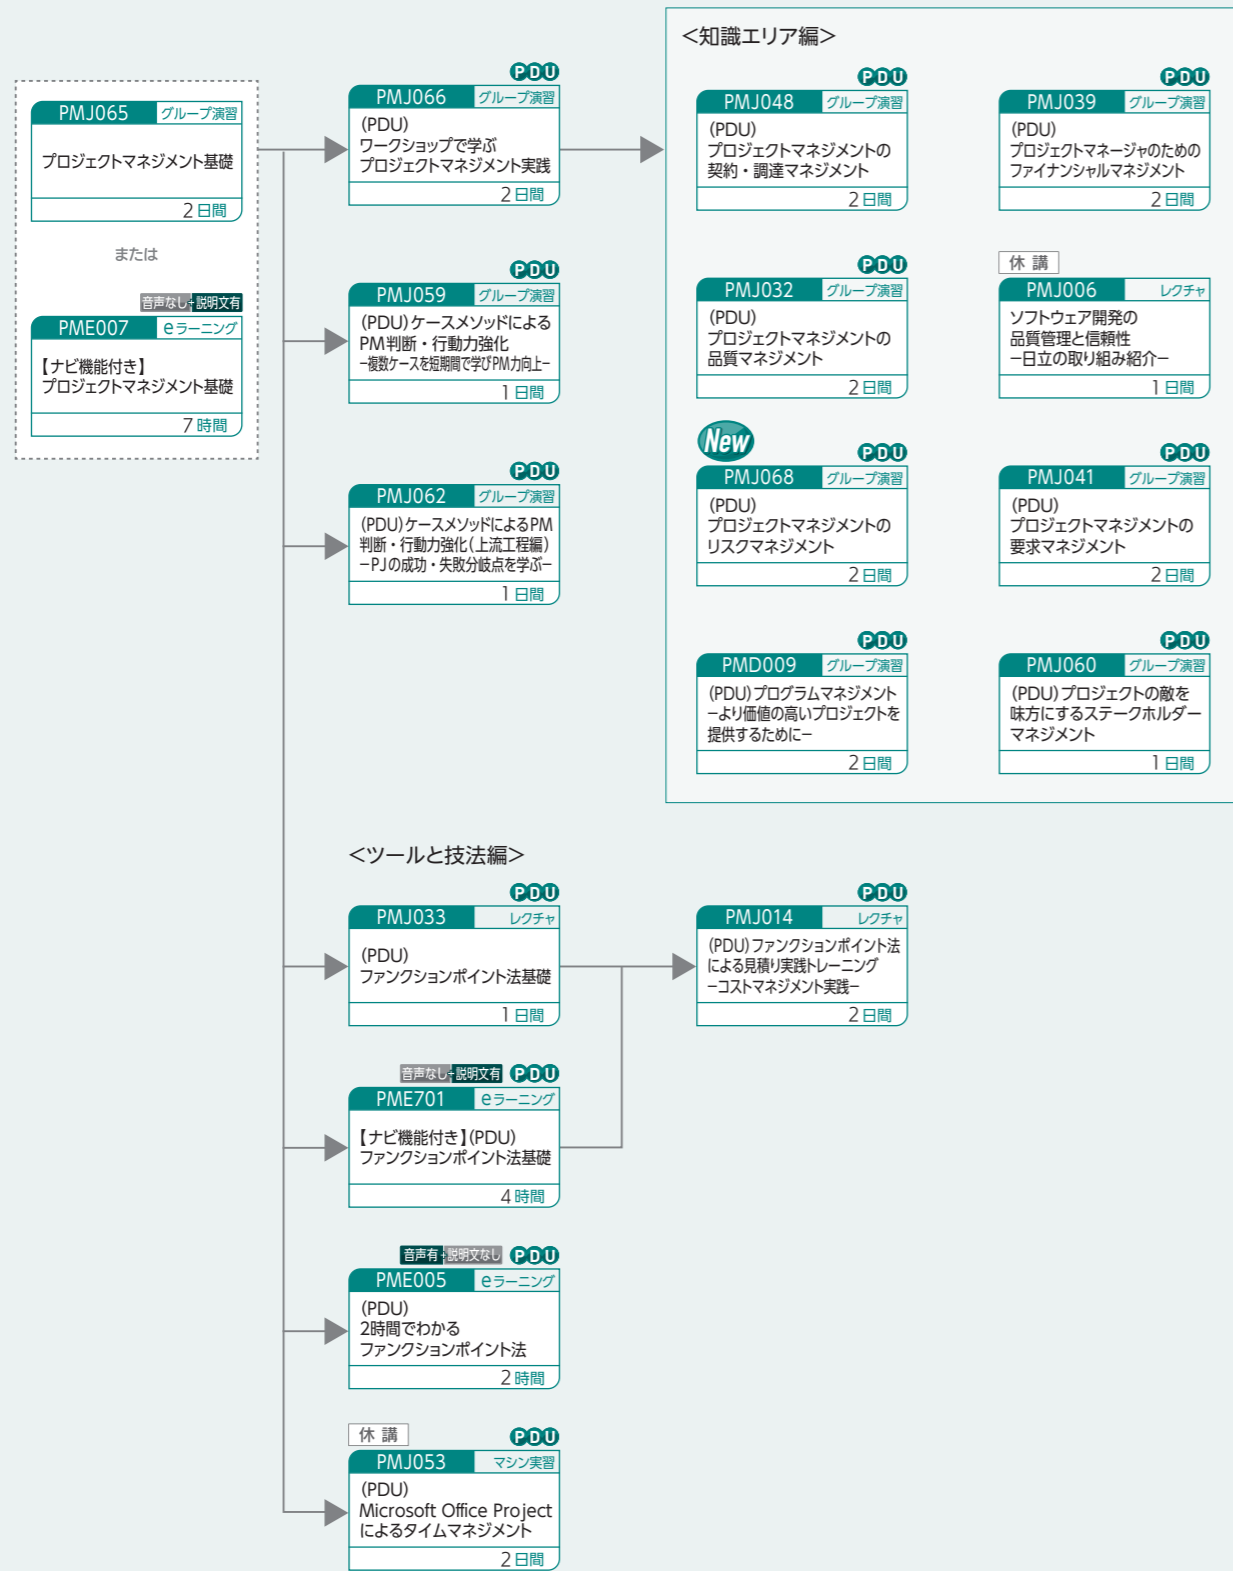 PMJ065 グループ演習
プロジェクトマネジメント基礎
2日間
または
音声なし+説明文有
PME007 eラーニング
【ナビ機能付き】
プロジェクトマネジメント基礎
7時間
PDU
PMJ066 グループ演習
(PDU)
ワークショップで学ぶ
プロジェクトマネジメント実践
2日間
PDU
PMJ059 グループ演習
(PDU)ケースメソッドによる
PM判断・行動力強化
−複数ケースを短期間で学びPM力向上−
1日間
PDU
PMJ062 グループ演習
(PDU)ケースメソッドによるPM
判断・行動力強化(上流工程編)
−PJの成功・失敗分岐点を学ぶ−
1日間
<知識エリア編>
PDU
PMJ048 グループ演習
(PDU)
プロジェクトマネジメントの
契約・調達マネジメント
2日間
PDU
PMJ039 グループ演習
(PDU)
プロジェクトマネージャのための
ファイナンシャルマネジメント
2日間
PDU
PMJ032 グループ演習
(PDU)
プロジェクトマネジメントの
品質マネジメント
2日間
休講
PMJ006 レクチャ
ソフトウェア開発の
品質管理と信頼性
−日立の取り組み紹介−
1日間
New
PDU
PMJ068 グループ演習
(PDU)
プロジェクトマネジメントの
リスクマネジメント
2日間
PDU
PMJ041 グループ演習
(PDU)
プロジェクトマネジメントの
要求マネジメント
2日間
PDU
PMD009 グループ演習
(PDU)プログラムマネジメント
−より価値の高いプロジェクトを
提供するために−
2日間
PDU
PMJ060 グループ演習
(PDU)プロジェクトの敵を
味方にするステークホルダー
マネジメント
1日間
<ツールと技法編>
PDU
PMJ033 レクチャ
(PDU)
ファンクションポイント法基礎
1日間
PDU
PMJ014 レクチャ
(PDU)ファンクションポイント法
による見積り実践トレーニング
−コストマネジメント実践−
2日間
音声なし+説明文有 PDU
PME701 eラーニング
【ナビ機能付き】(PDU)
ファンクションポイント法基礎
4時間
音声有+説明文なし PDU
PME005 eラーニング
(PDU)
2時間でわかる
ファンクションポイント法
2時間
休講 PDU
PMJ053 マシン実習
(PDU)
Microsoft Office Project
によるタイムマネジメント
2日間